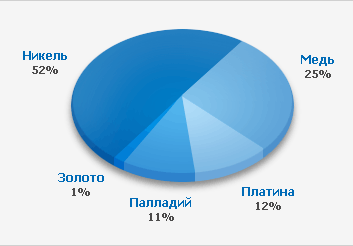 Никель
52%
Медь
25%
Золото
1%
Палладий
11%
Платина
12%